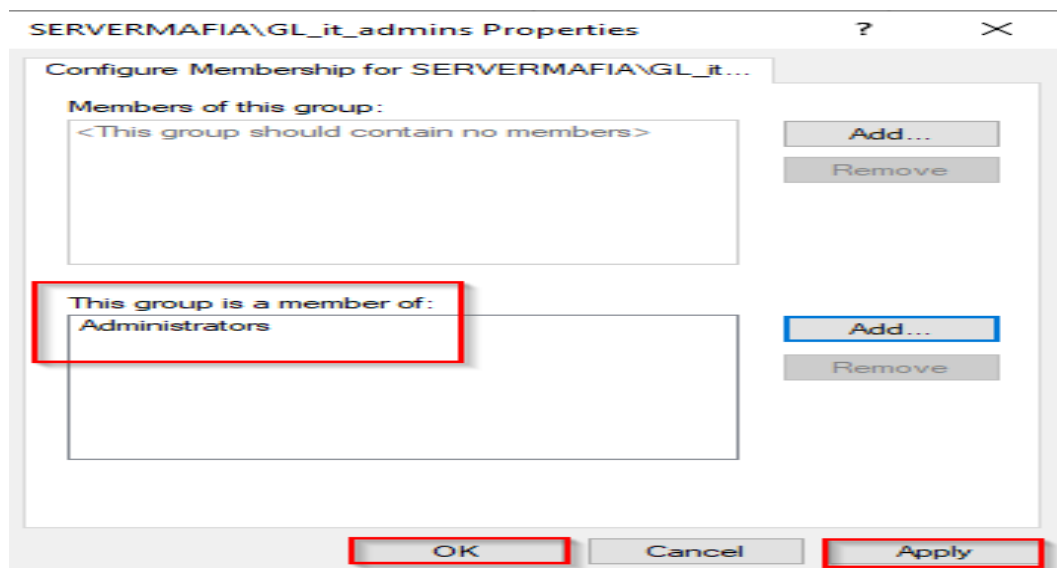 SERVERMAFIA\GL_it_admins Properties
?
Configure Membership for SERVERMAFIA\GL_it...
Members of this group:
<This group should contain no members>
Add...
Remove
This group is a member of:
Administrators
Add...
Remove
OK
Cancel
Apply